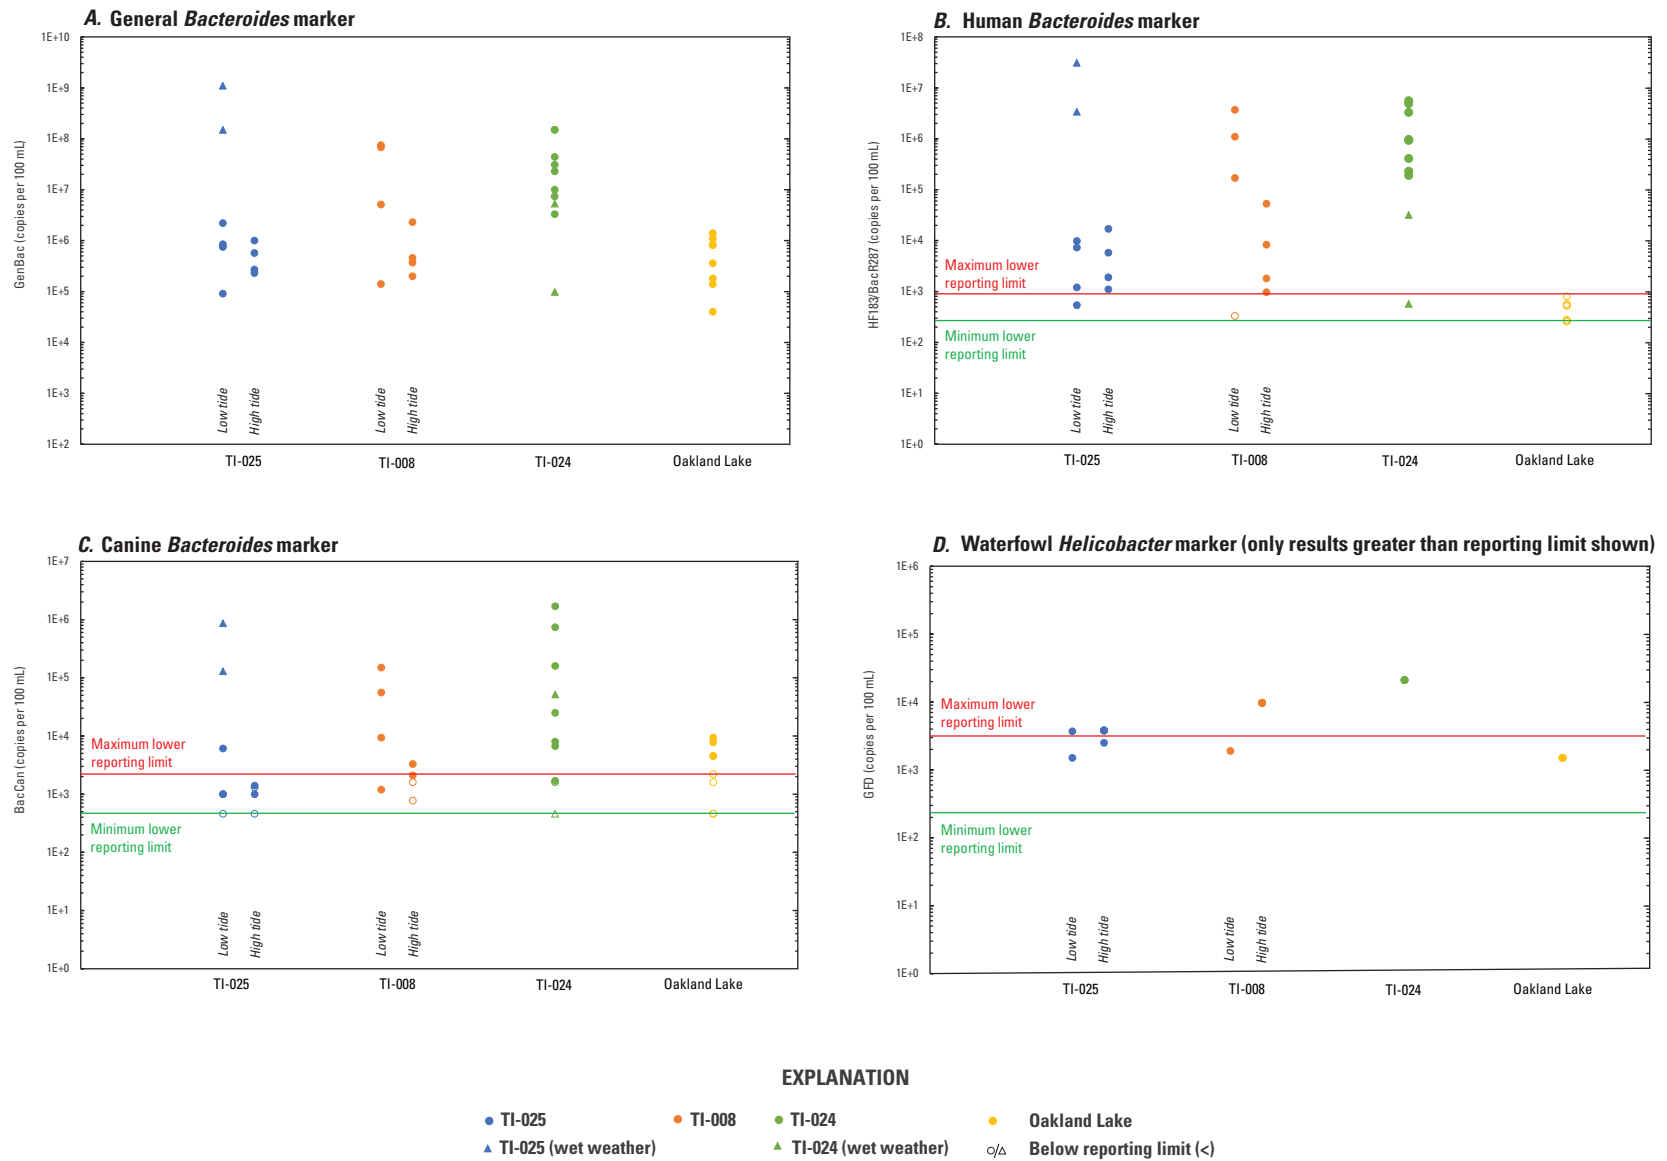 A. General Bacteroides marker
GenBac (copies per 100 mL)
1E+10
1E+9
1E+8
1E+7
1E+6
1E+5
1E+4
1E+3
1E+2
Low tide
High tide
Low tide
High tide
TI-025
TI-008
TI-024
Oakland Lake
B. Human Bacteroides marker
HF183/BacR287 (copies per 100 mL)
1E+8
1E+7
1E+6
1E+5
1E+4
1E+3
1E+2
1E+1
1E+0
Maximum lower
reporting limit
Minimum lower
reporting limit
Low tide
High tide
Low tide
High tide
TI-025
TI-008
TI-024
Oakland Lake
C. Canine Bacteroides marker
BacCan (copies per 100 mL)
1E+7
1E+6
1E+5
1E+4
1E+3
1E+2
1E+1
1E+0
Maximum lower
reporting limit
Minimum lower
reporting limit
Low tide
High tide
Low tide
High tide
TI-025
TI-008
TI-024
Oakland Lake
D. Waterfowl Helicobacter marker (only results greater than reporting limit shown)
GFD (copies per 100 mL)
1E+6
1E+5
1E+4
1E+3
1E+2
1E+1
1E+0
Maximum lower
reporting limit
Minimum lower
reporting limit
Low tide
High tide
Low tide
High tide
TI-025
TI-008
TI-024
Oakland Lake
EXPLANATION
TI-025
TI-008
TI-024
Oakland Lake
TI-025 (wet weather)
TI-024 (wet weather)
Below reporting limit (<)